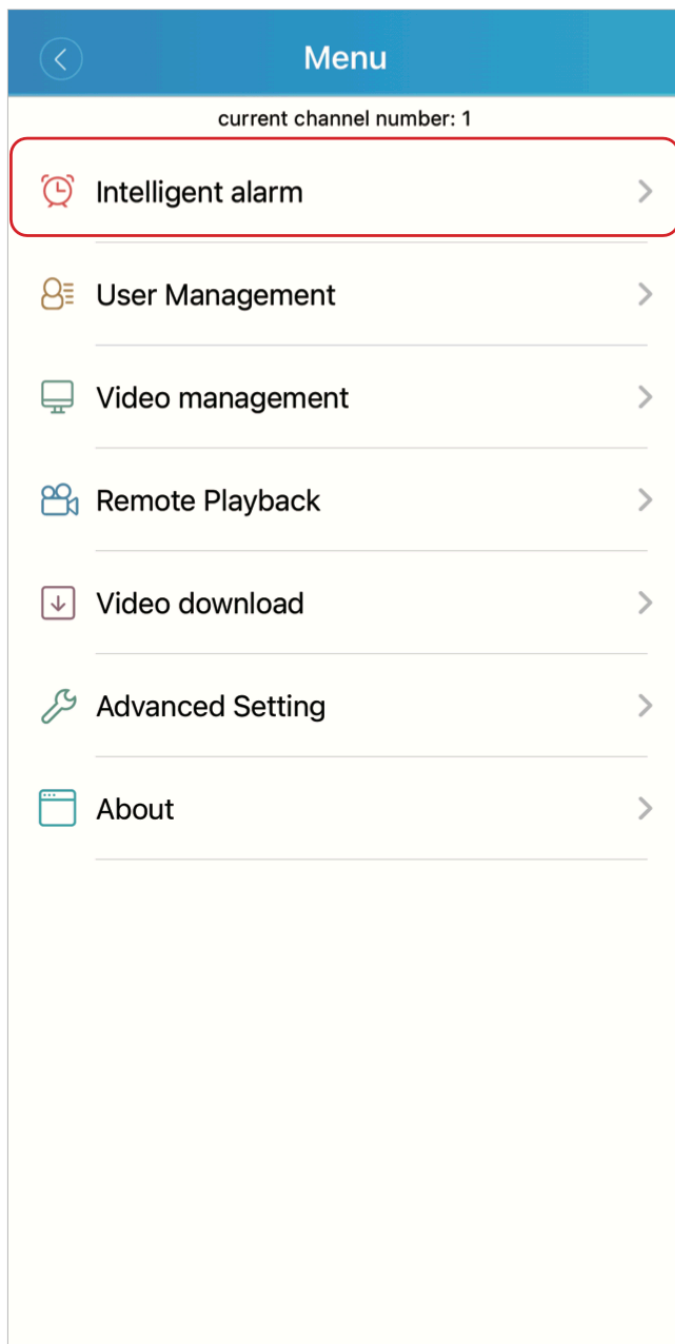 Menu
current channel number: 1
Intelligent alarm
User Management
Video management
Remote Playback
Video download
Advanced Setting
About